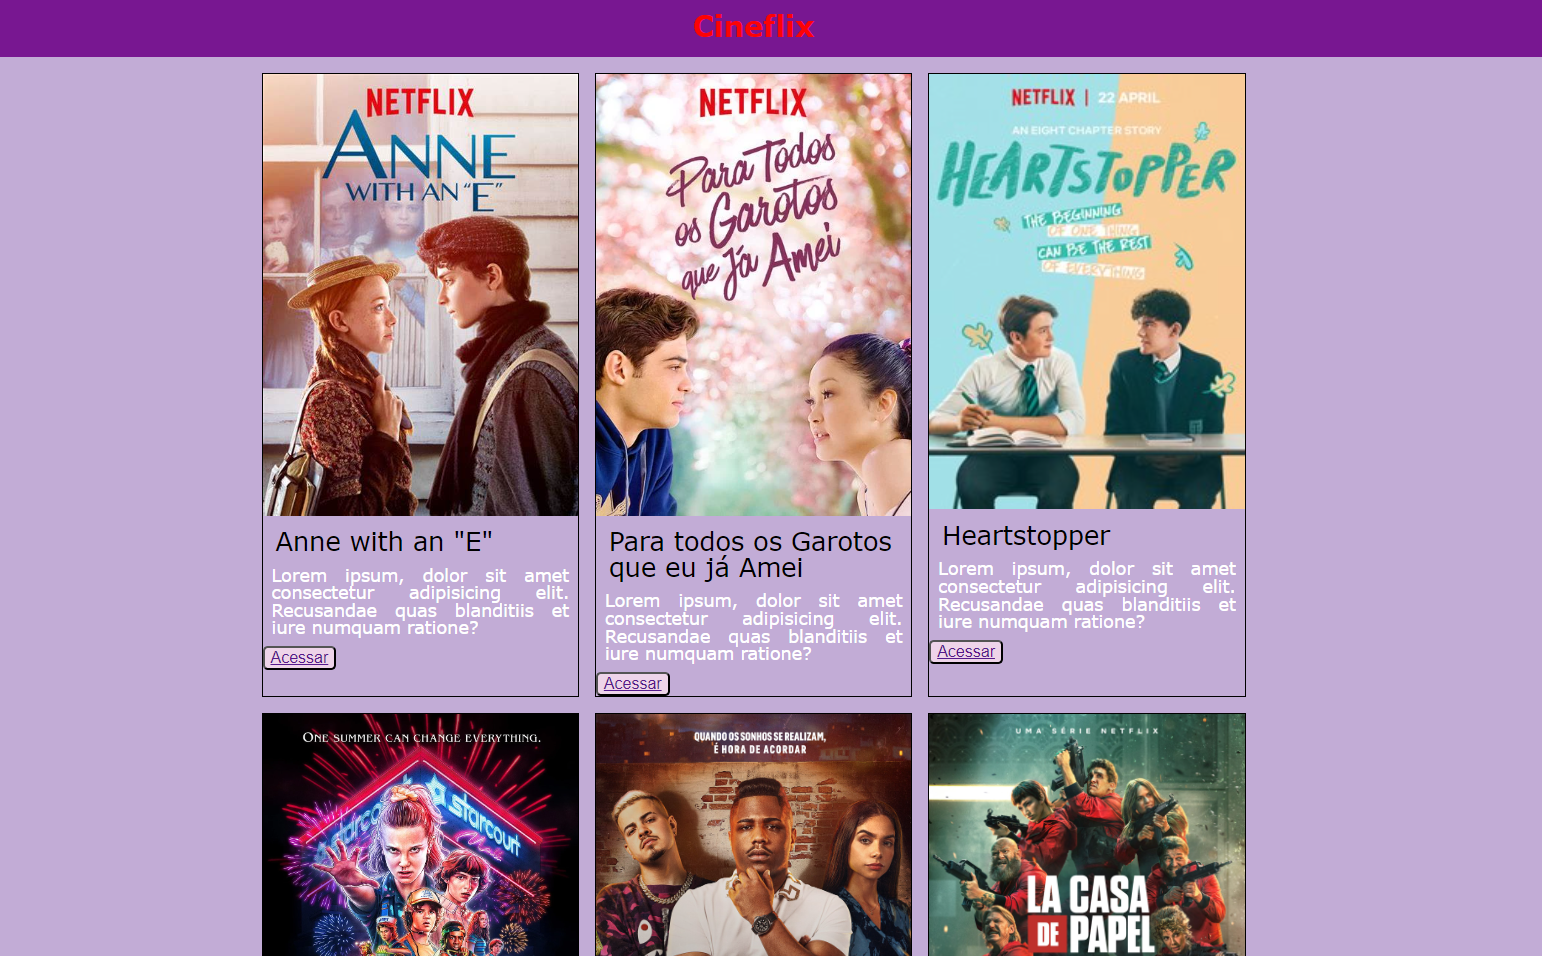 Cineflix
NETFLIX
ANNE
WITH AN "E"
Anne with an "E"
Lorem ipsum, dolor sit amet
consectetur adipisicing elit.
Recusandae quas blanditiis et
iure numquam ratione?
Acessar
NETFLIX
Para Todos
os Garotos
que Já Amei
Para todos os Garotos
que eu já Amei
Lorem ipsum, dolor sit amet
consectetur adipisicing elit.
Recusandae quas blanditiis et
iure numquam ratione?
Acessar
NETFLIX | 22 APRIL
AN EIGHT CHAPTER STORY
HEARTSTOPPER
THE BEGINNING
OF ONE THING
CAN BE THE REST
OF EVERYTHING
Heartstopper
Lorem ipsum, dolor sit amet
consectetur adipisicing elit.
Recusandae quas blanditiis et
iure numquam ratione?
Acessar
ONE SUMMER CAN CHANGE EVERYTHING.
starcourt
starcourt
Mall
QUANDO OS SONHOS SE REALIZAM,
É HORA DE ACORDAR
UMA SÉRIE NETFLIX
LA CASA
DE PAPEL